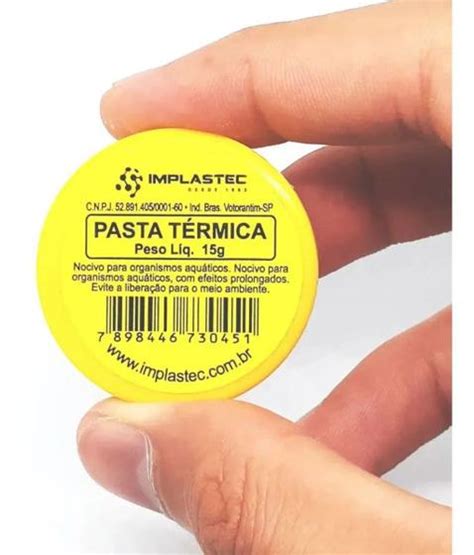 IMPLASTEC
DESDE 1983
C.N.P.J. 52.891.405/0001-60 • Ind. Bras. Votorantim-SP
PASTA TÉRMICA
Peso Líq. 15g
Nocivo para organismos aquáticos. Nocivo para
organismos aquáticos, com efeitos prolongados.
Evite a liberação para o meio ambiente.
7 898446 730451
www.implastec.com.br